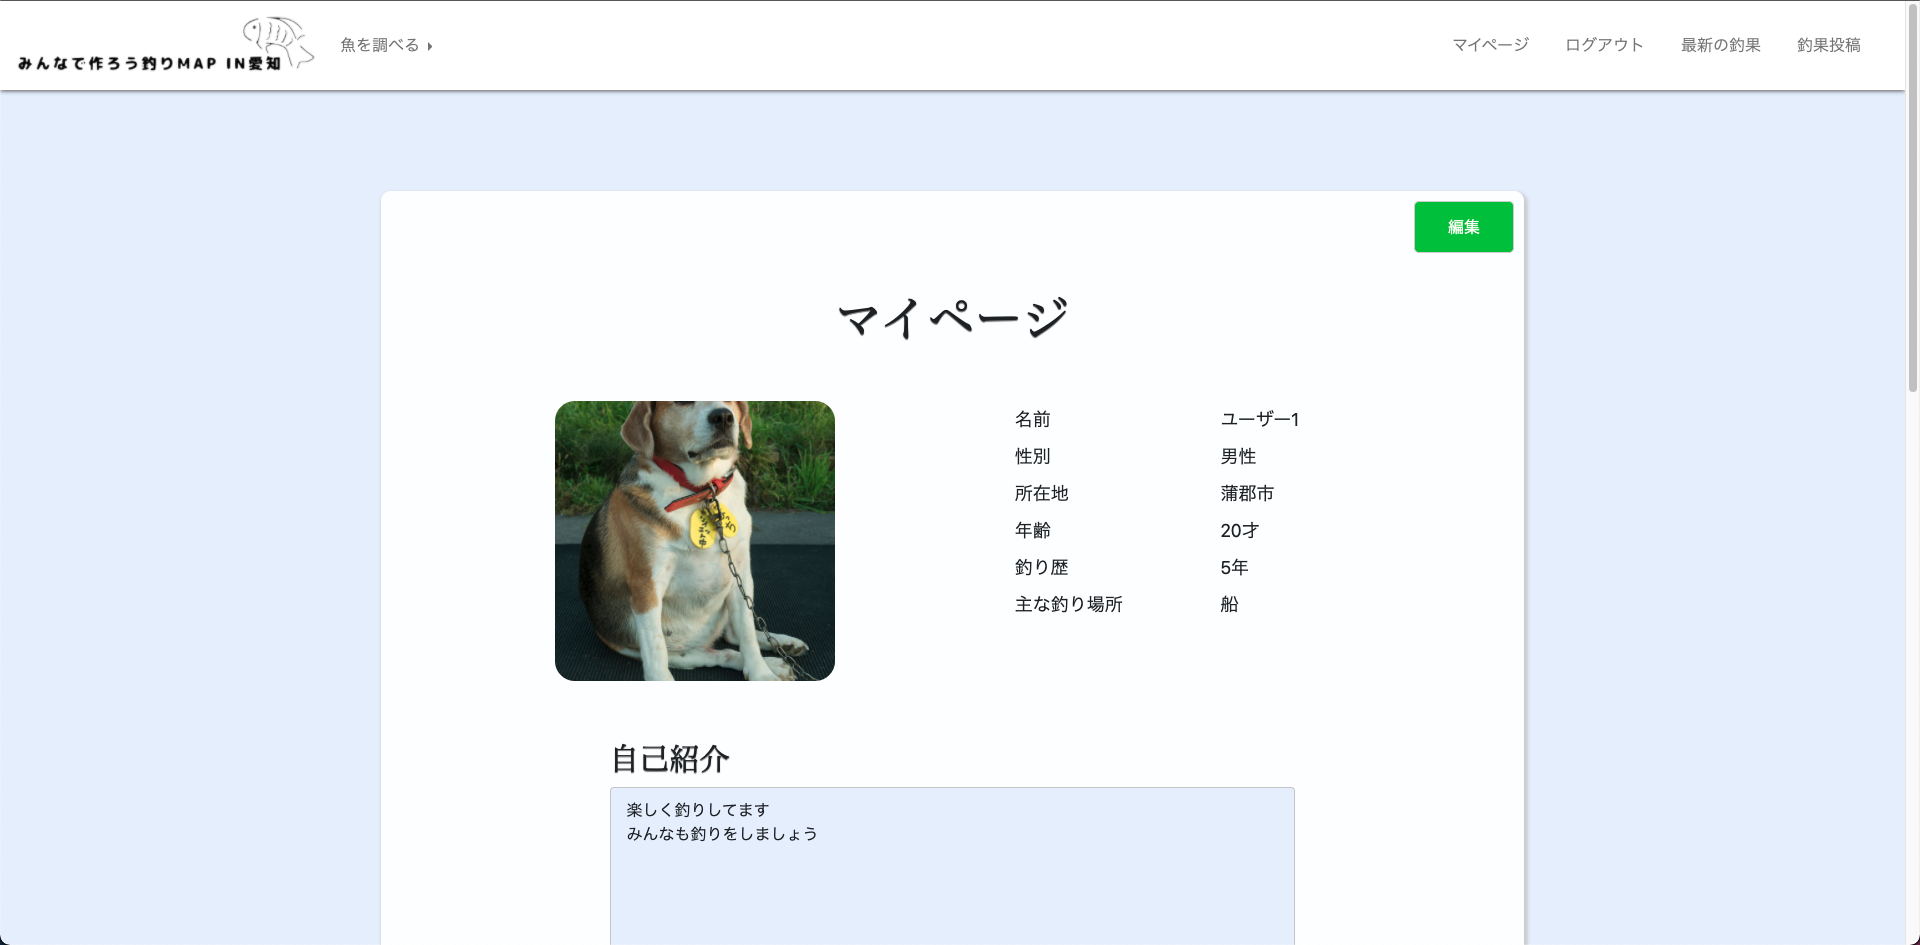 みんなで作ろう釣りMAP IN愛知
魚を調べる
マイページ
ログアウト
最新の釣果
釣果投稿
編集
マイページ
名前 ユーザー1
性別 男性
所在地 蒲郡市
年齢 20才
釣り歴 5年
主な釣り場所 船
自己紹介
楽しく釣りしてます
みんなも釣りをしましょう